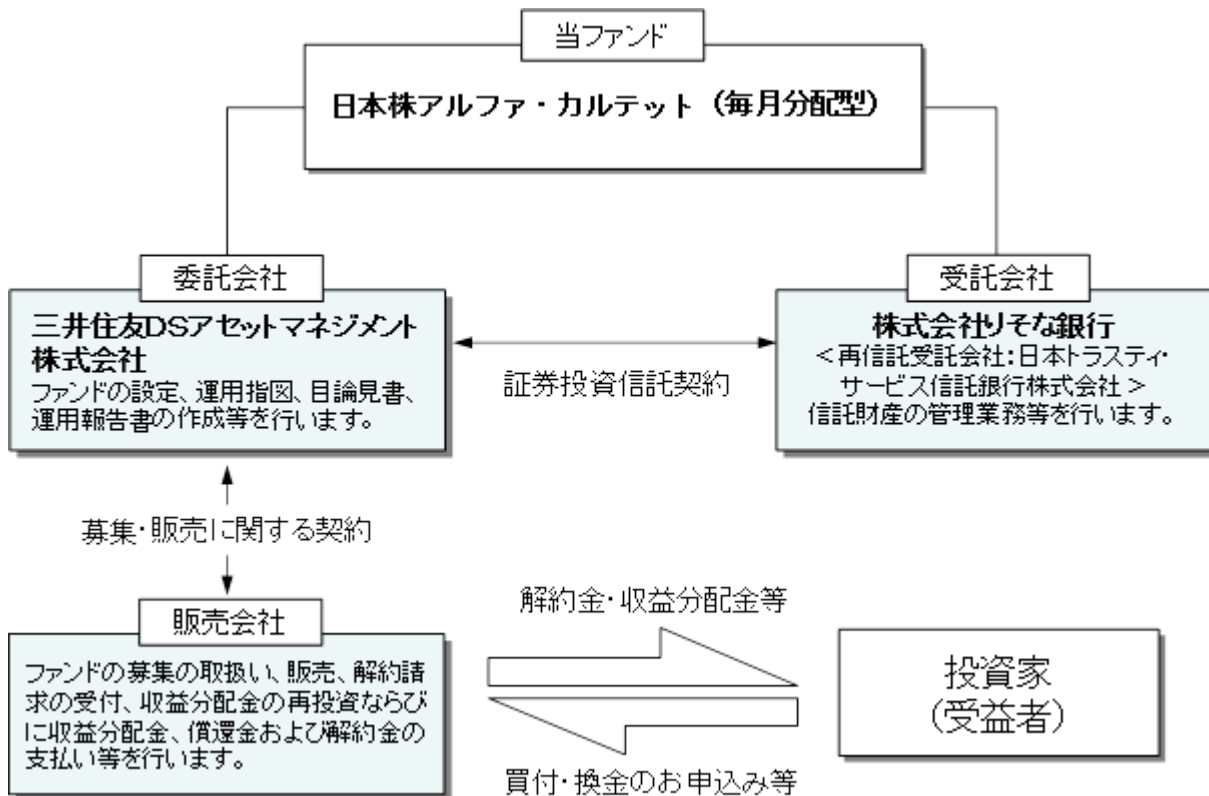 当ファンド
日本株アルファ・カルテット（毎月分配型）
委託会社
三井住友DSアセットマネジメント
株式会社
ファンドの設定、運用指図、目論見書、
運用報告書の作成等を行います。
証券投資信託契約
受託会社
株式会社りそな銀行
＜再信託受託会社：日本トラスティ・
サービス信託銀行株式会社＞
信託財産の管理業務等を行います。
募集・販売に関する契約
販売会社
ファンドの募集の取扱い、販売、解約請
求の受付、収益分配金の再投資ならび
に収益分配金、償還金および解約金の
支払い等を行います。
解約金・収益分配金等
買付・換金のお申込み等
投資家
（受益者）